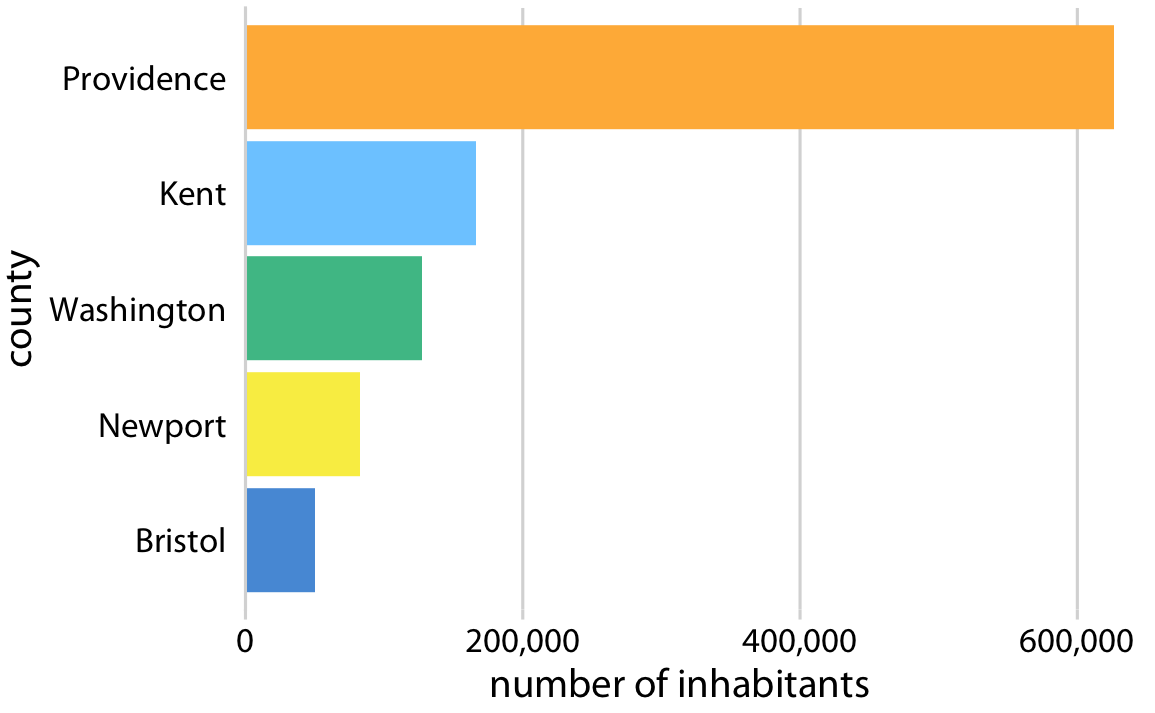 Providence
Kent
Washington
Newport
Bristol
county
0 200,000 400,000 600,000
number of inhabitants